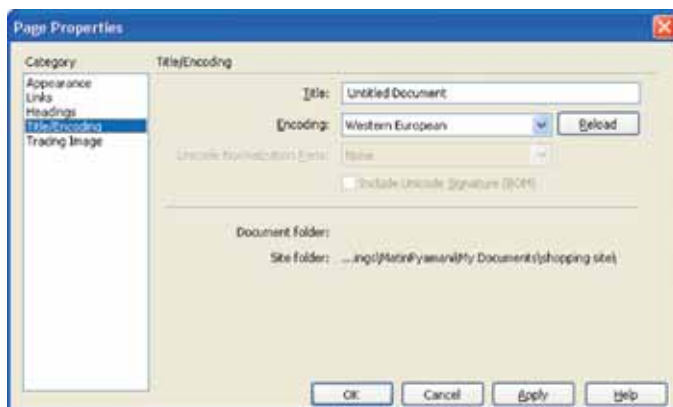 Page Properties
Category
Title/Encoding
Appearance
Links
Headings
Title/Encoding
Tracing Image
Title: Untitled Document
Encoding: Western European Reload
Unicode Normalization Form: None
Include Unicode Signature (BOM)
Document folder:
Site folder: ...ings\ My Documents\shopping site\
OK Cancel Apply Help